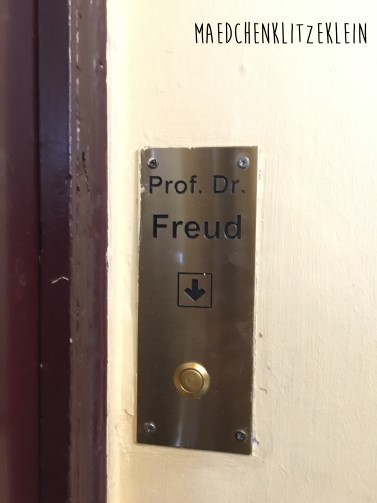 MAEDCHENKLITZEKLEIN
Prof. Dr.
Freud